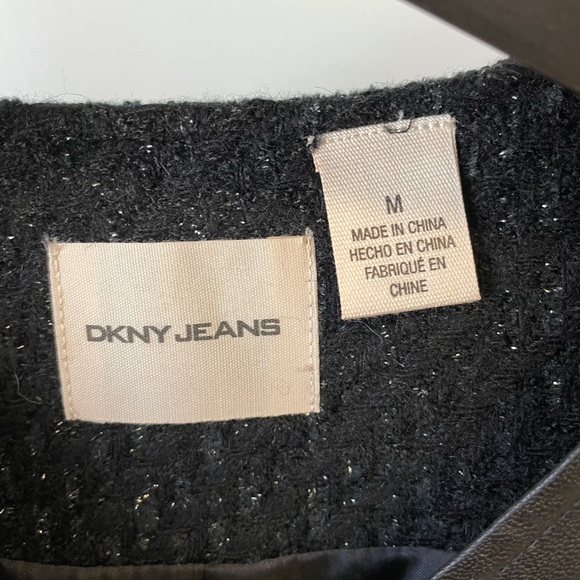 DKNY JEANS
M
MADE IN CHINA
HECHO EN CHINA
FABRIQUÉ EN
CHINE